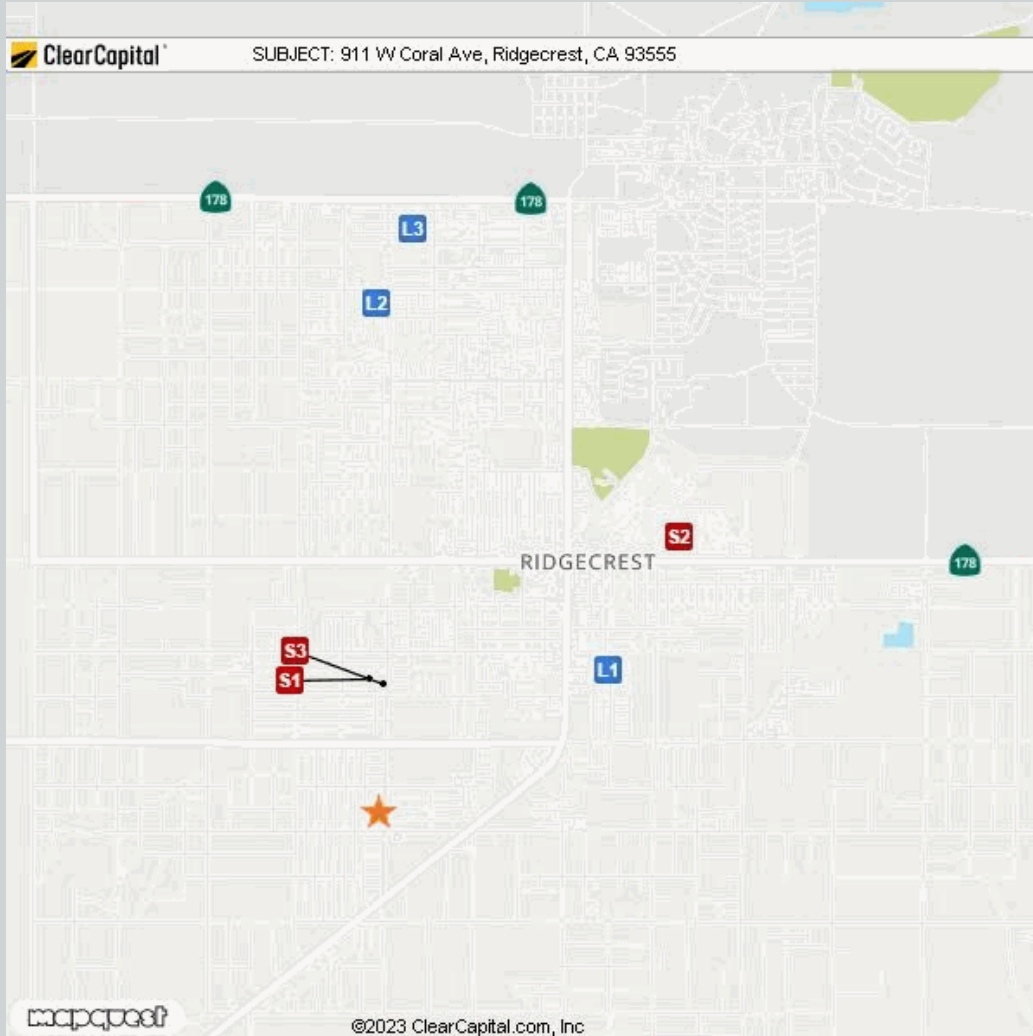 ClearCapital
SUBJECT: 911 W Coral Ave, Ridgecrest, CA 93555
178
178
L3
L2
S2
RIDGECREST
178
S3
S1
L1
mapquest
©2023 ClearCapital.com, Inc